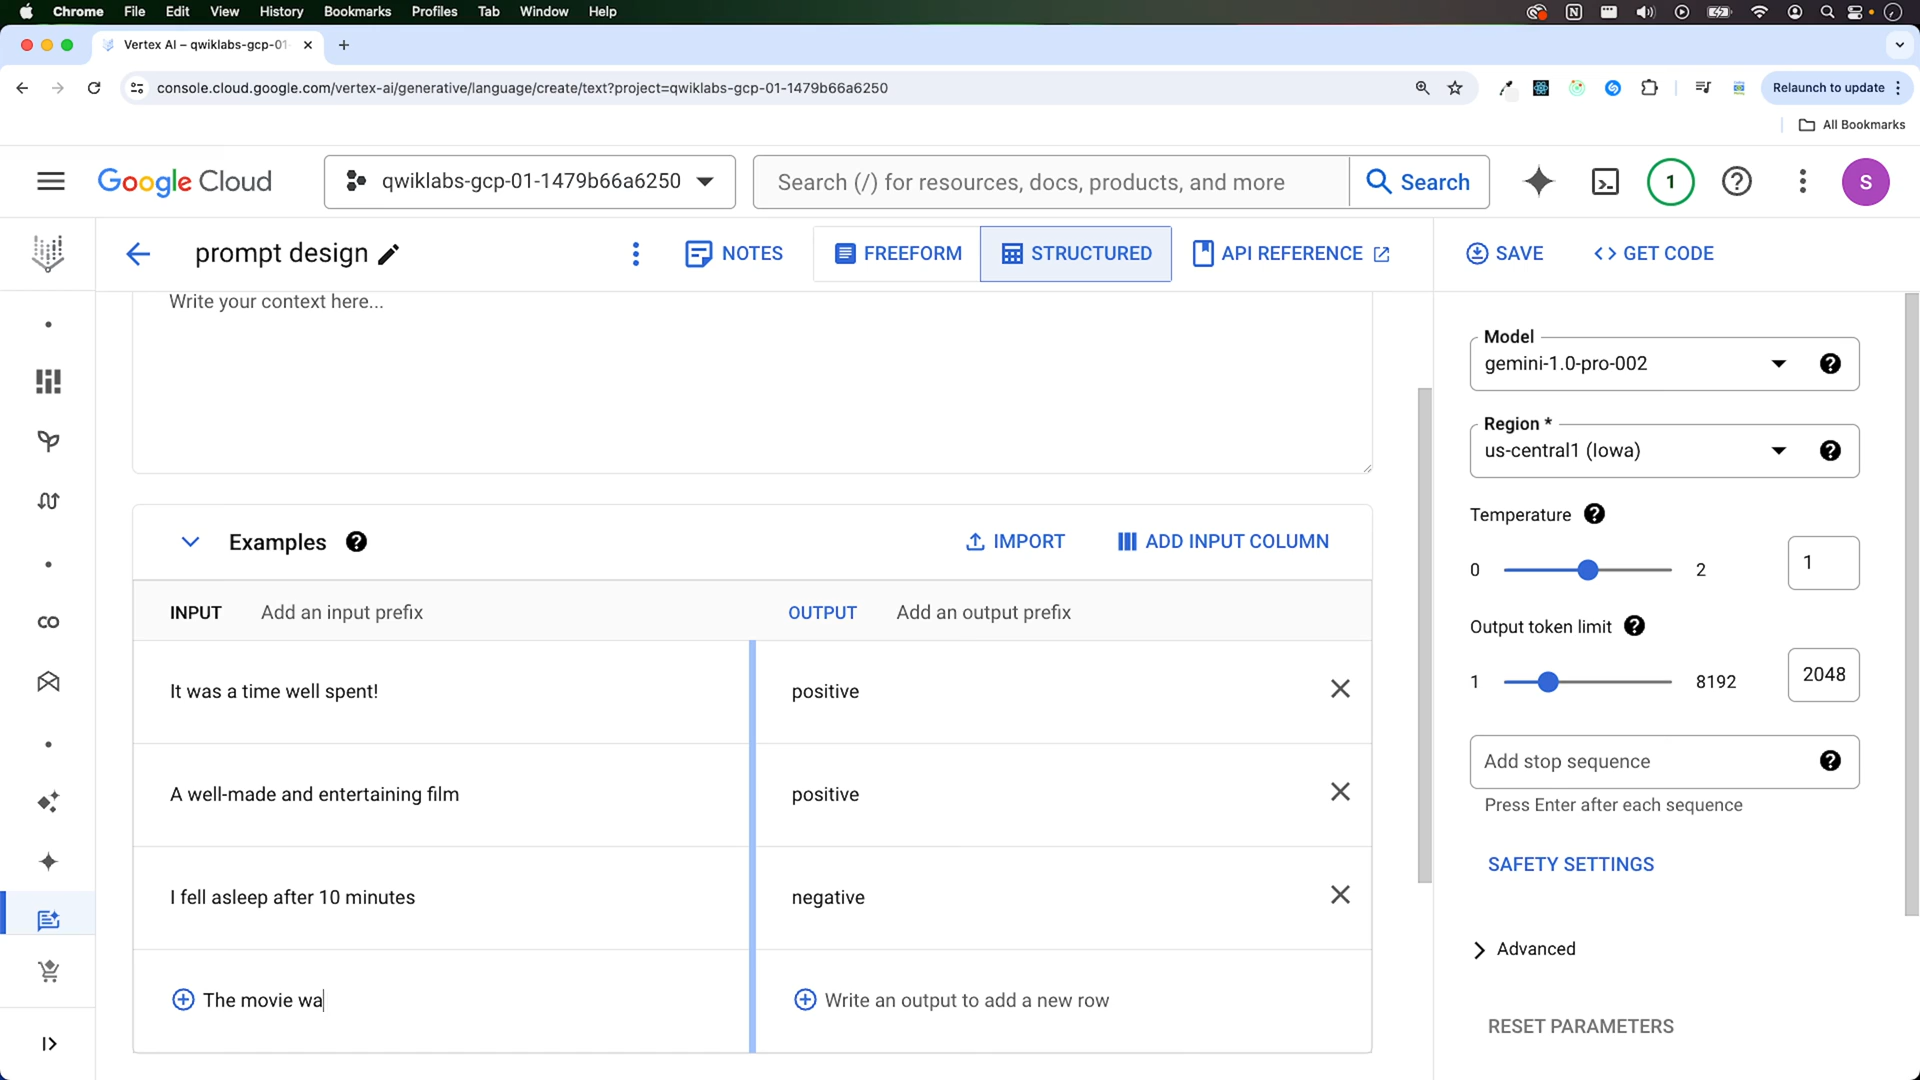 Chrome File Edit View History Bookmarks Profiles Tab Window Help
Vertex AI – qwiklabs-gcp-01-
console.cloud.google.com/vertex-ai/generative/language/create/text?project=qwiklabs-gcp-01-1479b66a6250
Relaunch to update
All Bookmarks
Google Cloud
qwiklabs-gcp-01-1479b66a6250
Search (/) for resources, docs, products, and more
Search
1
S
prompt design
NOTES
FREEFORM
STRUCTURED
API REFERENCE
SAVE
<> GET CODE
Write your context here...
Examples
IMPORT
ADD INPUT COLUMN
INPUT Add an input prefix
OUTPUT Add an output prefix
It was a time well spent!
positive
A well-made and entertaining film
positive
I fell asleep after 10 minutes
negative
The movie wa
Write an output to add a new row
Model
gemini-1.0-pro-002
Region *
us-central1 (Iowa)
Temperature
0 2 1
Output token limit
1 8192 2048
Add stop sequence
Press Enter after each sequence
SAFETY SETTINGS
Advanced
RESET PARAMETERS